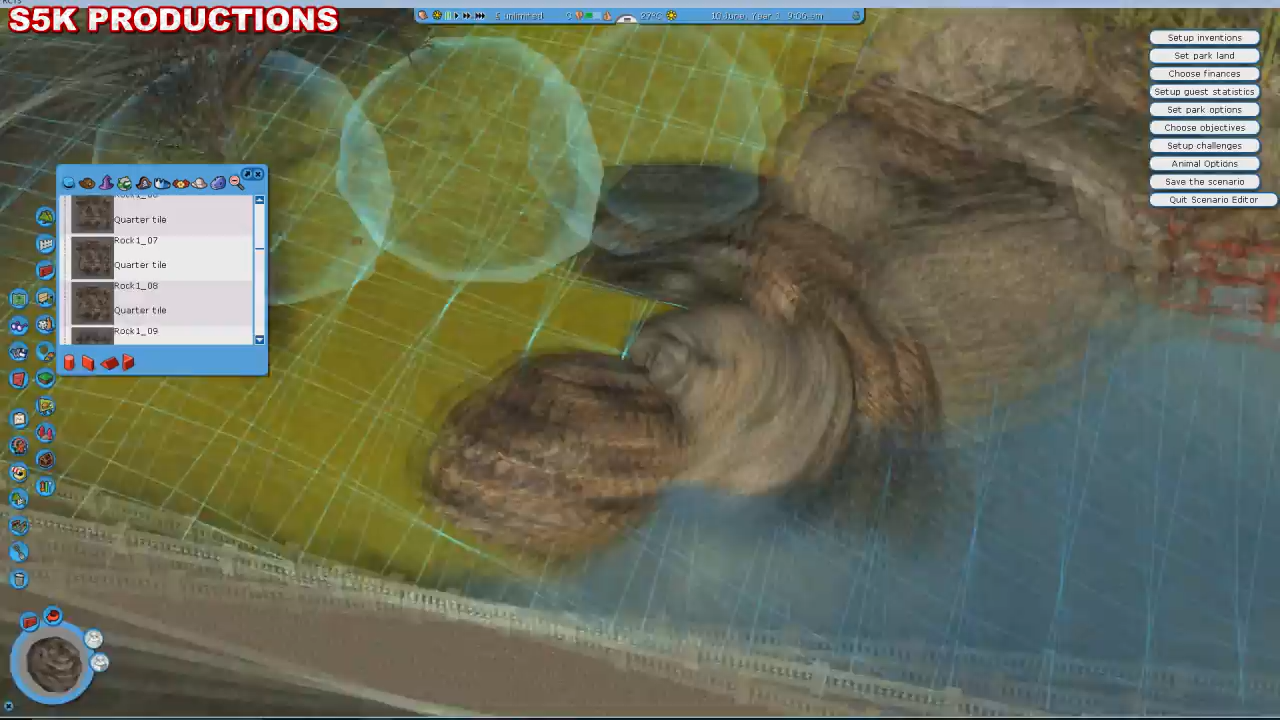 S5K PRODUCTIONS
unlimited
10 June, Year
Setup inventions
Set park land
Choose finances
Setup guest statistics
Set park options
Choose objectives
Setup challenges
Animal Options
Save the scenario
Quit Scenario Editor
Quarter tile
Rock1_07
Quarter tile
Rock1_08
Quarter tile
Rock1_09